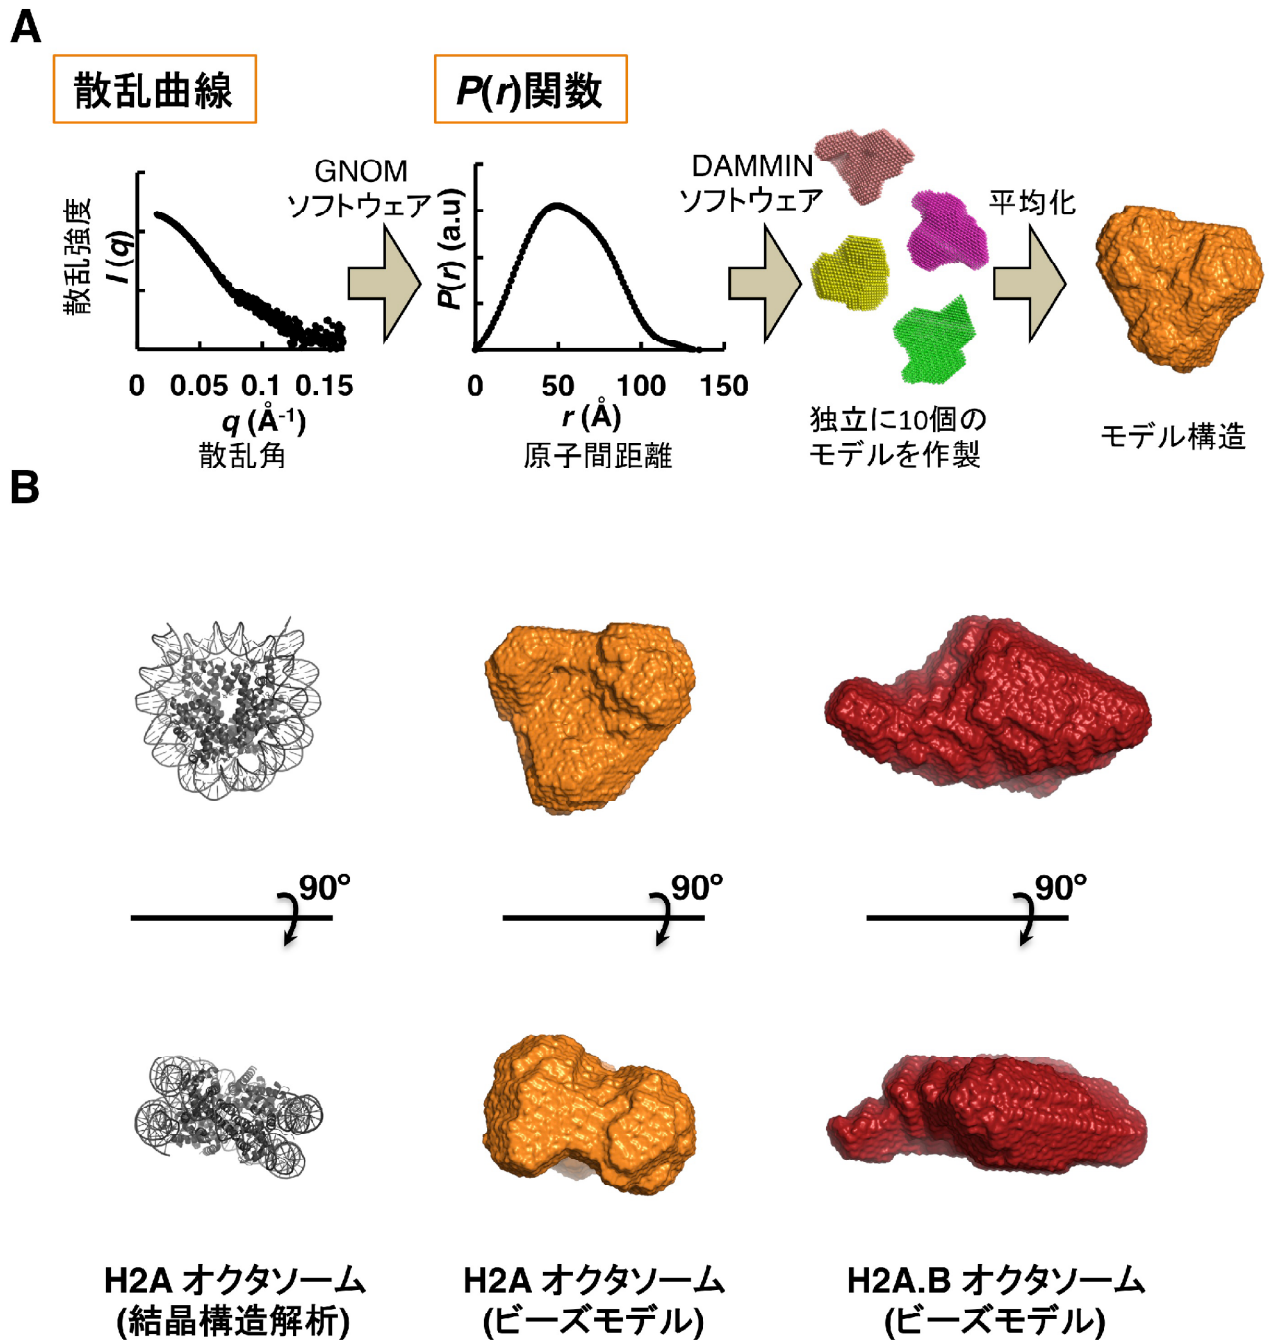 A
散乱曲線
P(r)関数
GNOM
ソフトウェア
DAMMIN
ソフトウェア
平均化
散乱強度
I (q)
P(r) (a.u)
0 0.05 0.1 0.15
q (Å-1)
散乱角
0 50 100 150
r (Å)
原子間距離
独立に10個の
モデルを作製
モデル構造
B
90°
90°
90°
H2A オクタソーム
(結晶構造解析)
H2A オクタソーム
(ビーズモデル)
H2A.B オクタソーム
(ビーズモデル)